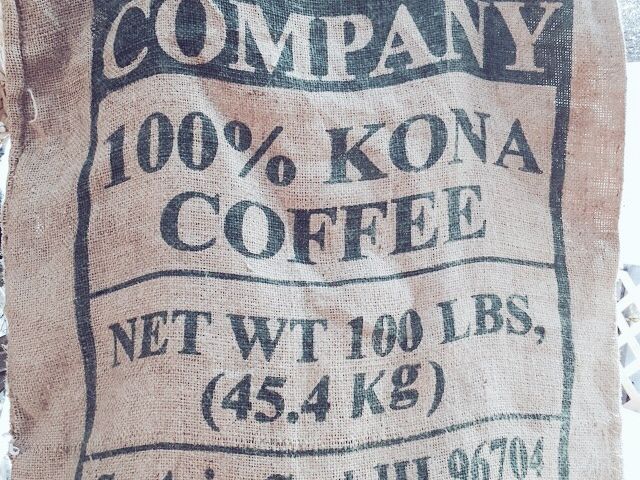 COMPANY
100% KONA
COFFEE
NET WT 100 LBS,
(45.4 Kg)
HI 96704